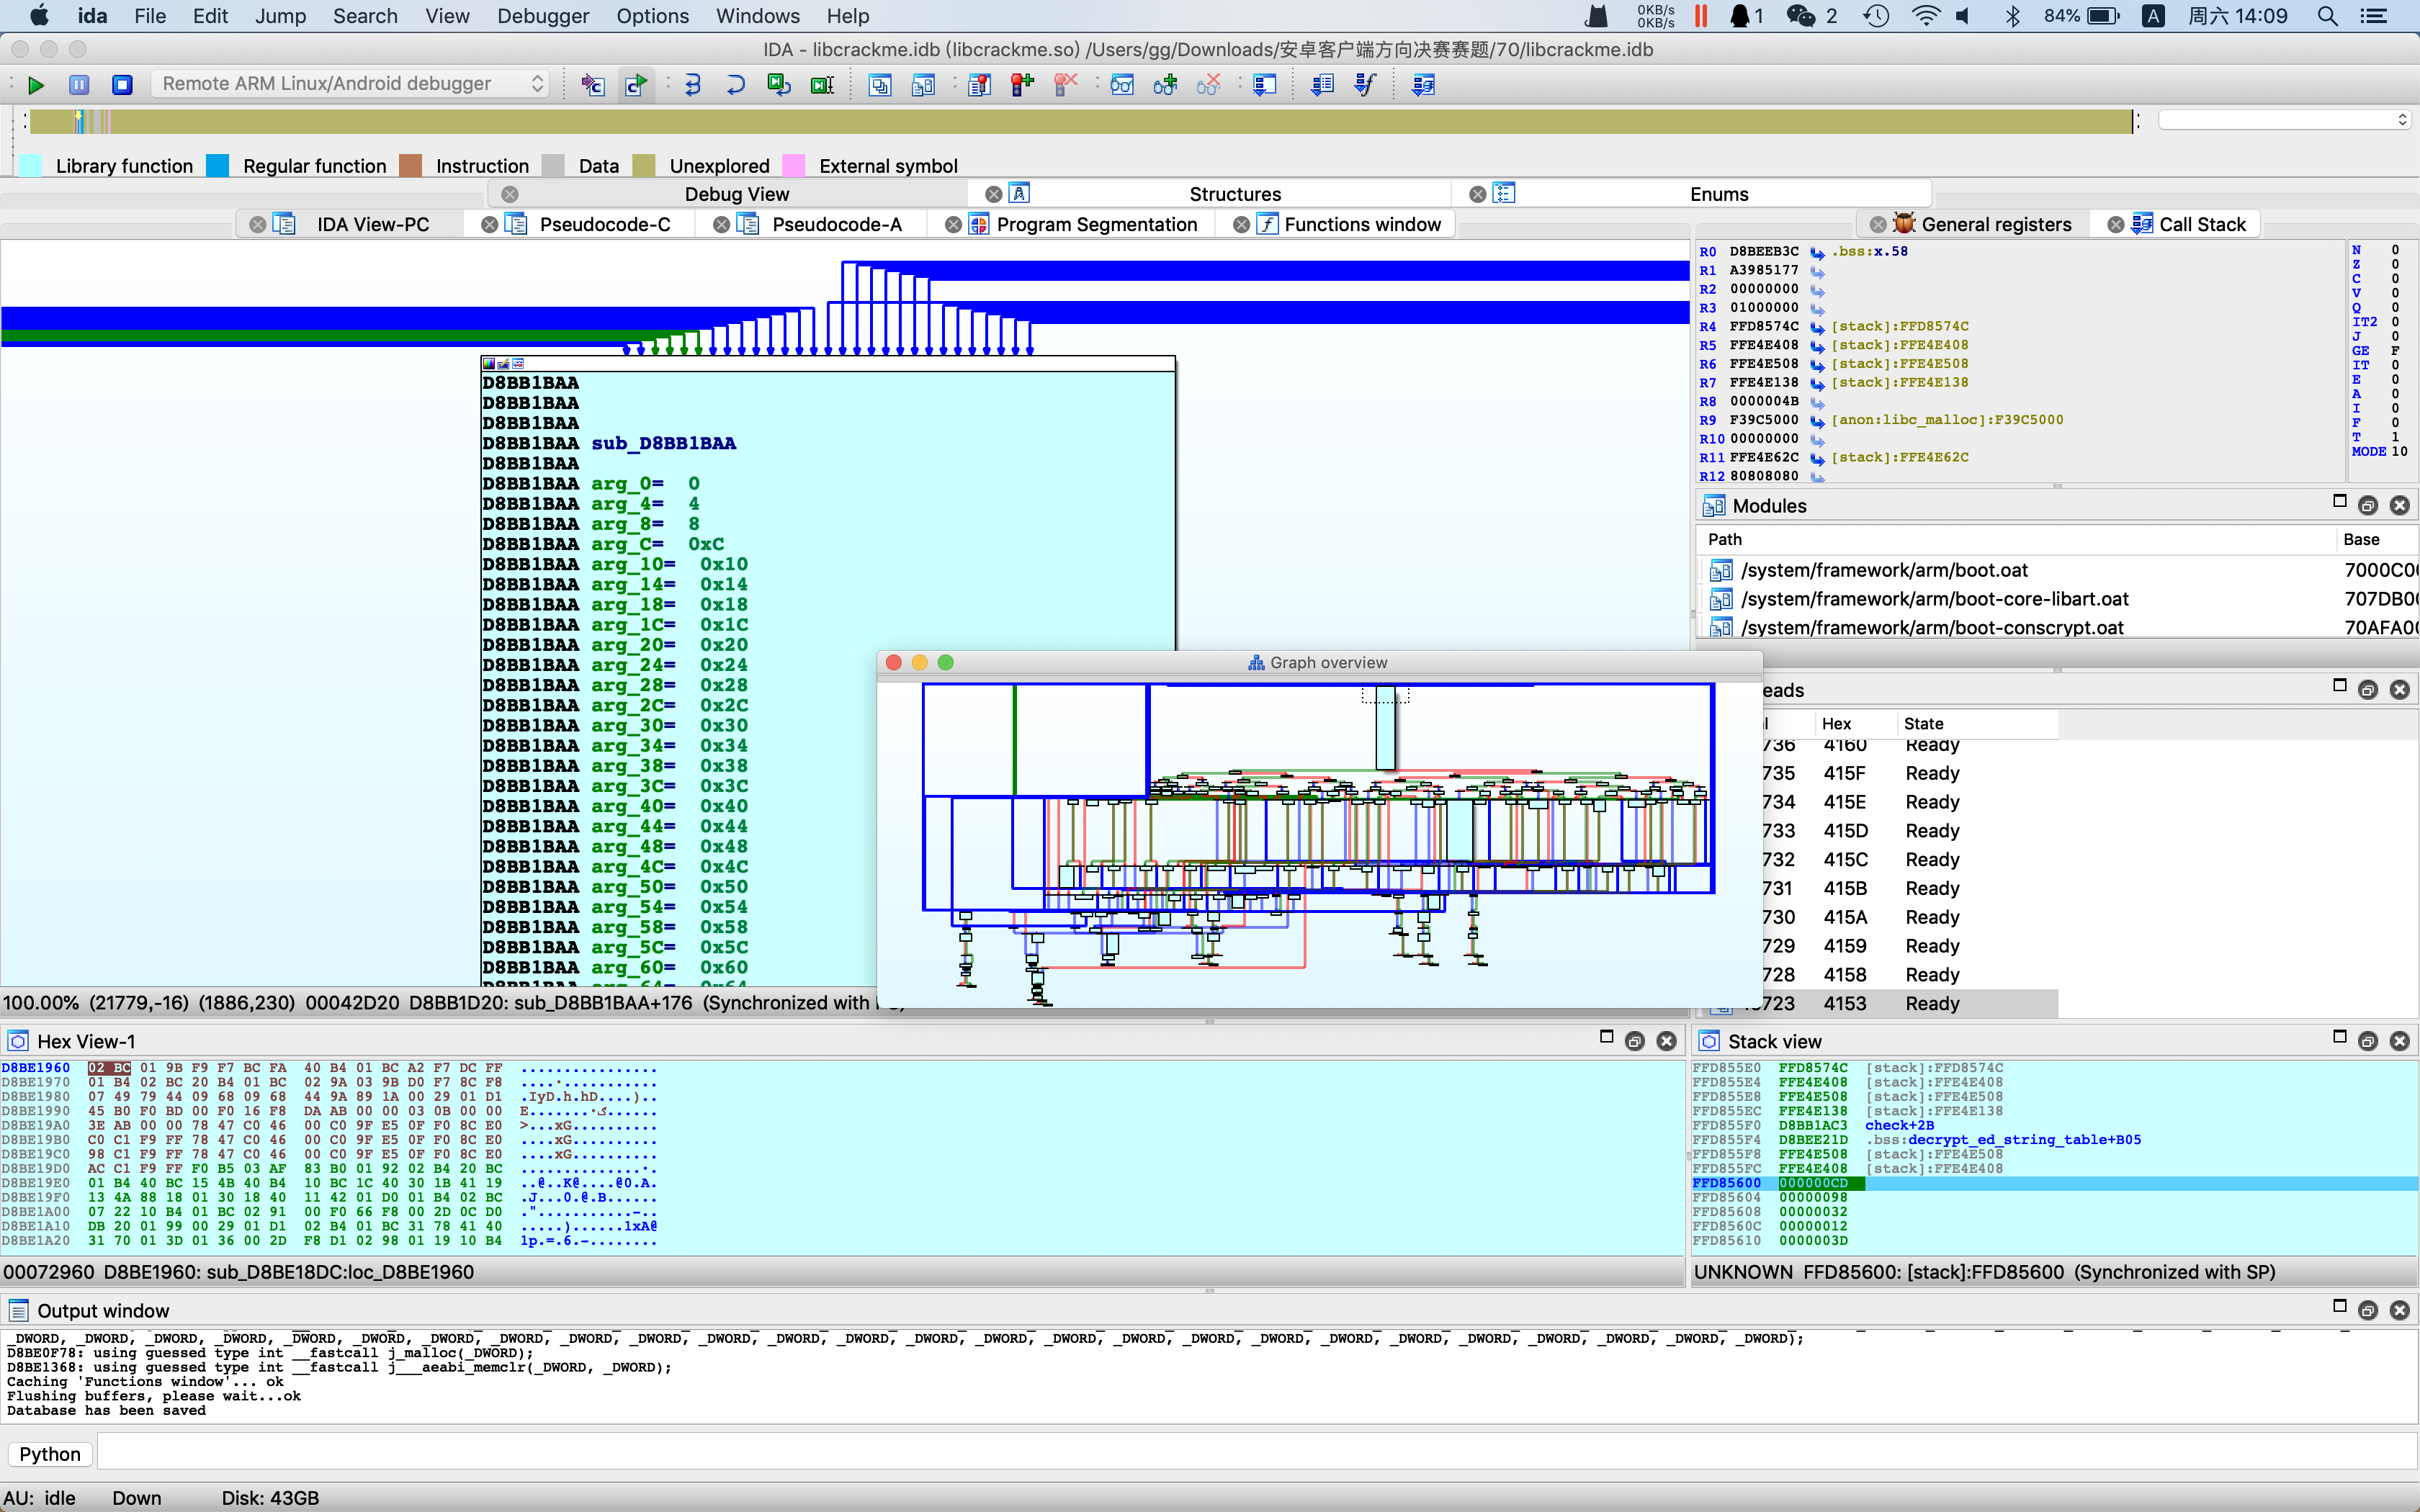 ida File Edit Jump Search View Debugger Options Windows Help 0KB/s 0KB/s 1 2 84% A 周六 14:09
IDA - libcrackme.idb (libcrackme.so) /Users/gg/Downloads/安卓客户端方向决赛赛题/70/libcrackme.idb
Remote ARM Linux/Android debugger
Library function Regular function Instruction Data Unexplored External symbol
Debug View Structures Enums
IDA View-PC Pseudocode-C Pseudocode-A Program Segmentation Functions window General registers Call Stack
D8BB1BAA
D8BB1BAA
D8BB1BAA
D8BB1BAA sub_D8BB1BAA
D8BB1BAA
D8BB1BAA arg_0= 0
D8BB1BAA arg_4= 4
D8BB1BAA arg_8= 8
D8BB1BAA arg_C= 0xC
D8BB1BAA arg_10= 0x10
D8BB1BAA arg_14= 0x14
D8BB1BAA arg_18= 0x18
D8BB1BAA arg_1C= 0x1C
D8BB1BAA arg_20= 0x20
D8BB1BAA arg_24= 0x24
D8BB1BAA arg_28= 0x28
D8BB1BAA arg_2C= 0x2C
D8BB1BAA arg_30= 0x30
D8BB1BAA arg_34= 0x34
D8BB1BAA arg_38= 0x38
D8BB1BAA arg_3C= 0x3C
D8BB1BAA arg_40= 0x40
D8BB1BAA arg_44= 0x44
D8BB1BAA arg_48= 0x48
D8BB1BAA arg_4C= 0x4C
D8BB1BAA arg_50= 0x50
D8BB1BAA arg_54= 0x54
D8BB1BAA arg_58= 0x58
D8BB1BAA arg_5C= 0x5C
D8BB1BAA arg_60= 0x60
100.00% (21779,-16) (1886,230) 00042D20 D8BB1D20: sub_D8BB1BAA+176 (Synchronized with
Graph overview
R0 D8BEEB3C .bss:x.58
R1 A3985177
R2 00000000
R3 01000000
R4 FFD8574C [stack]:FFD8574C
R5 FFE4E408 [stack]:FFE4E408
R6 FFE4E508 [stack]:FFE4E508
R7 FFE4E138 [stack]:FFE4E138
R8 0000004B
R9 F39C5000 [anon:libc_malloc]:F39C5000
R10 00000000
R11 FFE4E62C [stack]:FFE4E62C
R12 80808080
N 0
Z 0
C 0
V 0
Q 0
IT2 0
J 0
GE F
IT 0
E 0
A 0
I 0
F 0
T 1
MODE 10
Modules
Path Base
/system/framework/arm/boot.oat 7000C0
/system/framework/arm/boot-core-libart.oat 707DB0
/system/framework/arm/boot-conscrypt.oat 70AFA0
eads
Hex State
736 4160 Ready
735 415F Ready
734 415E Ready
733 415D Ready
732 415C Ready
731 415B Ready
730 415A Ready
729 4159 Ready
728 4158 Ready
723 4153 Ready
Hex View-1
D8BE1960 02 BC 01 9B F9 F7 BC FA 40 B4 01 BC A2 F7 DC FF ................
D8BE1970 01 B4 02 BC 20 B4 01 BC 02 9A 03 9B D0 F7 8C F8
D8BE1980 07 49 79 44 09 68 09 68 44 9A 89 1A 00 29 01 D1 .IyD.h.hD....)..
D8BE1990 45 B0 F0 BD 00 F0 16 F8 DA AB 00 00 03 0B 00 00
D8BE19A0 3E AB 00 00 78 47 C0 46 00 C0 9F E5 0F F0 8C E0 >...xG
D8BE19B0 C0 C1 F9 FF 78 47 C0 46 00 C0 9F E5 0F F0 8C E0 ....xG
D8BE19C0 98 C1 F9 FF 78 47 C0 46 00 C0 9F E5 0F F0 8C E0 ....xG
D8BE19D0 AC C1 F9 FF F0 B5 03 AF 83 B0 01 92 02 B4 20 BC
D8BE19E0 01 B4 40 BC 15 4B 40 B4 10 BC 1C 40 30 1B 41 19 ..@..K@....@0.A.
D8BE19F0 13 4A 88 18 01 30 18 40 11 42 01 D0 01 B4 02 BC .J...0.@.B......
D8BE1A00 07 22 10 B4 01 BC 02 91 00 F0 66 F8 00 2D 0C D0
D8BE1A10 DB 20 01 99 00 29 01 D1 02 B4 01 BC 31 78 41 40 .....)......1xA@
D8BE1A20 31 70 01 3D 01 36 00 2D F8 D1 02 98 01 19 10 B4 1p.=.6.-........
00072960 D8BE1960: sub_D8BE18DC:loc_D8BE1960
Stack view
FFD855E0 FFD8574C [stack]:FFD8574C
FFD855E4 FFE4E408 [stack]:FFE4E408
FFD855E8 FFE4E508 [stack]:FFE4E508
FFD855EC FFE4E138 [stack]:FFE4E138
FFD855F0 D8BB1AC3 check+2B
FFD855F4 D8BEE21D .bss:decrypt_ed_string_table+B05
FFD855F8 FFE4E508 [stack]:FFE4E508
FFD855FC FFE4E408 [stack]:FFE4E408
FFD85600 000000CD
FFD85604 00000098
FFD85608 00000032
FFD8560C 00000012
FFD85610 0000003D
UNKNOWN FFD85600: [stack]:FFD85600 (Synchronized with SP)
Output window
_DWORD, _DWORD, _DWORD, _DWORD, _DWORD, _DWORD, _DWORD, _DWORD, _DWORD, _DWORD, _DWORD, _DWORD, _DWORD, _DWORD, _DWORD, _DWORD, _DWORD, _DWORD, _DWORD, _DWORD, _DWORD, _DWORD, _DWORD, _DWORD, _DWORD, _DWORD);
D8BE0F78: using guessed type int __fastcall j_malloc(_DWORD);
D8BE1368: using guessed type int __fastcall j___aeabi_memclr(_DWORD, _DWORD);
Caching 'Functions window'... ok
Flushing buffers, please wait...ok
Database has been saved
Python
AU: idle Down Disk: 43GB